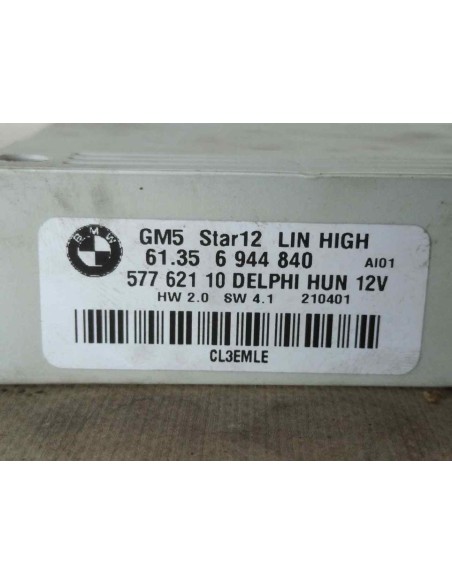 BMW
GM5 Star12 LIN HIGH
61.35 6 944 840 AI01
577 621 10 DELPHI HUN 12V
HW 2.0 SW 4.1 210401
CL3EMLE